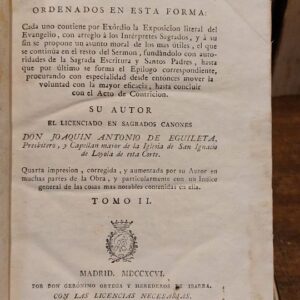 ORDENADOS EN ESTA FORMA:
Cada uno contiene por Exôrdio la Exposicion literal del
Evangelio, con arreglo á los Intérpretes Sagrados, y á su
fin se propone un asunto moral de los mas útiles, el que
se continúa en el resto del Sermon, fundándolo con auto-
ridades de la Sagrada Escritura y Santos Padres, hasta
que por último se forma el Epílogo correspondiente,
procurando con especialidad desde entonces mover la
voluntad con la mayor eficacia, hasta concluir
con el Acto de Contricion.
SU AUTOR
EL LICENCIADO EN SAGRADOS CANONES
DON JOAQUIN ANTONIO DE EGUILETA,
Presbítero, y Capellan mayor de la Iglesia de San Ignacio
de Loyola de esta Corte.
Quarta impresion, corregida, y aumentada por su Autor en
muchas partes de la Obra, y particularmente con un Indice
general de las cosas mas notables contenidas en ella.
TOMO II.
MADRID. MDCCXCVI.
POR DON GERÓNIMO ORTEGA Y HEREDEROS DE IBARRA.
CON LAS LICENCIAS NECESARIAS.